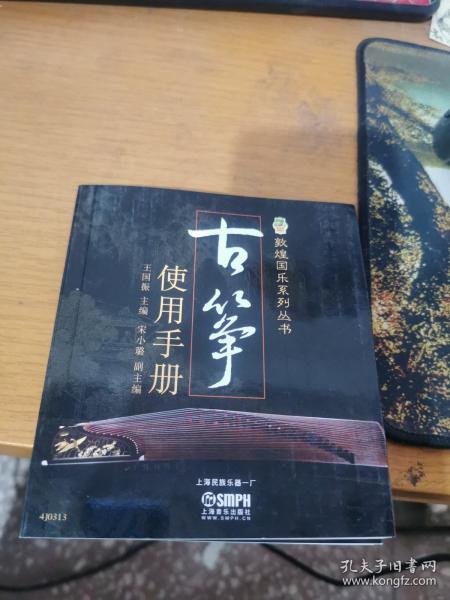 敦煌国乐系列丛书
古筝
使用手册
王国振 主编 宋小璐 副主编
上海民族乐器一厂
SMPH
上海音乐出版社
WWW.SMPH.CN
4J0313
孔夫子旧书网
www.kongfz.com